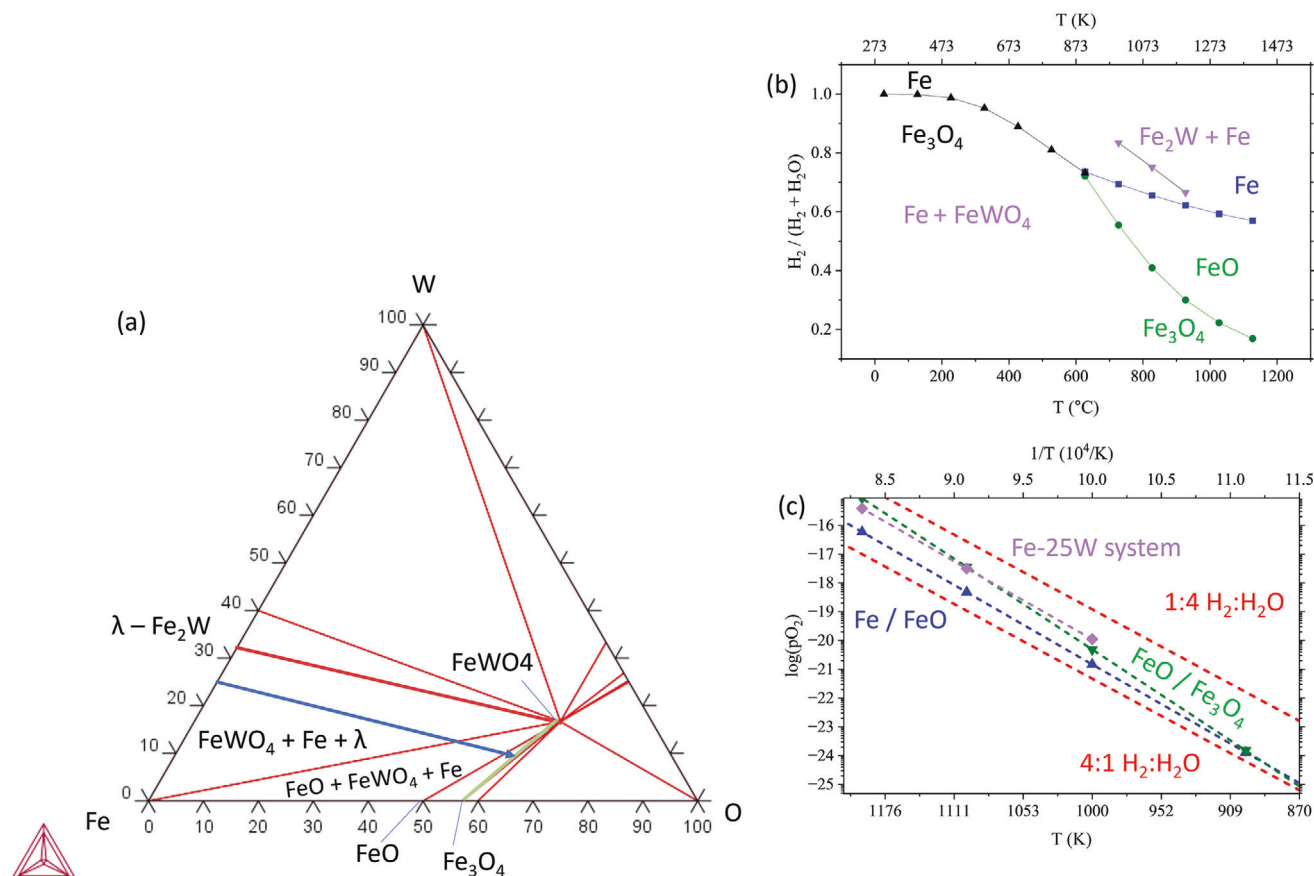 (a)
W
100
90
80
70
60
50
40
30
20
10
0
λ – Fe₂W
FeWO4
FeWO₄ + Fe + λ
FeO + FeWO₄ + Fe
Fe
O
0 10 20 30 40 50 60 70 80 90 100
FeO
Fe₃O₄
T (K)
273 473 673 873 1073 1273 1473
(b)
H₂ / (H₂ + H₂O)
1.0
0.8
0.6
0.4
0.2
Fe
Fe₃O₄
Fe₂W + Fe
Fe
Fe + FeWO₄
FeO
Fe₃O₄
0 200 400 600 800 1000 1200
T (°C)
1/T (10⁴/K)
8.5 9.0 9.5 10.0 10.5 11.0 11.5
(c)
log(pO₂)
−16
−17
−18
−19
−20
−21
−22
−23
−24
−25
Fe-25W system
1:4 H₂:H₂O
Fe / FeO
FeO / Fe₃O₄
4:1 H₂:H₂O
1176 1111 1053 1000 952 909 870
T (K)